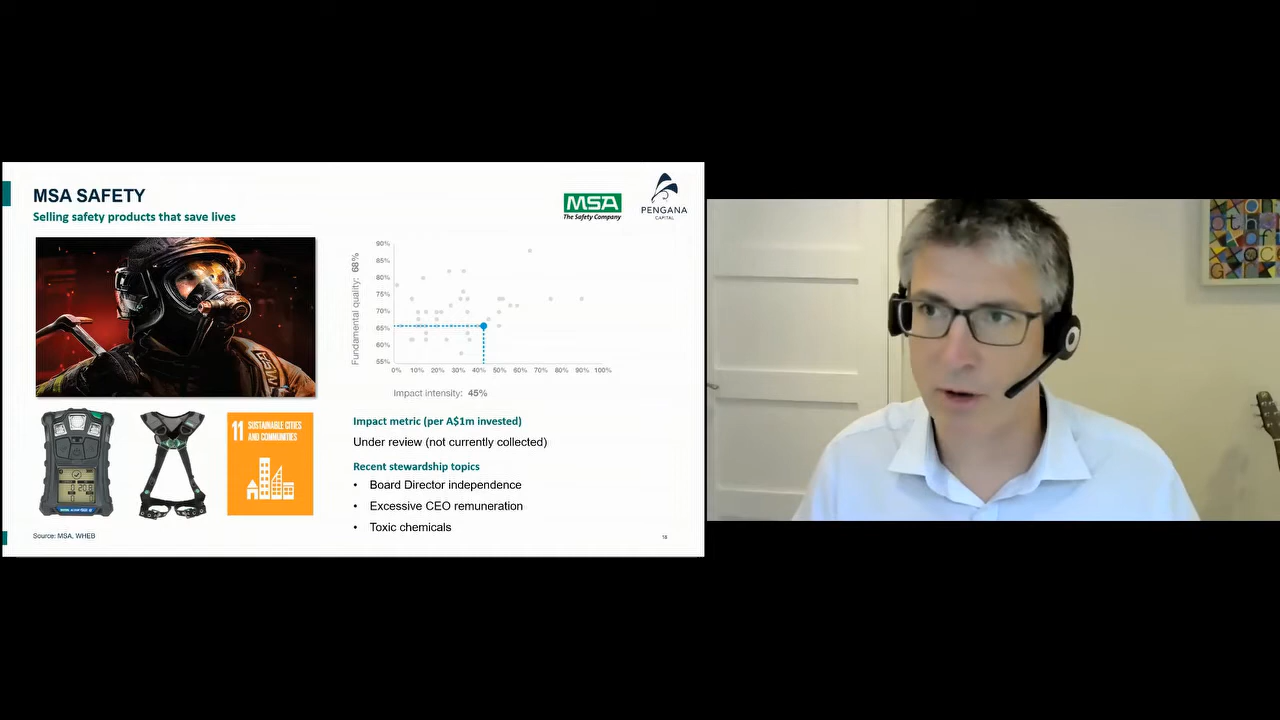 MSA SAFETY
Selling safety products that save lives
MSA
The Safety Company
PENGANA
CAPITAL
MSA
11 SUSTAINABLE CITIES
AND COMMUNITIES
Fundamental quality: 68%
90%
85%
80%
75%
70%
65%
60%
55%
0% 10% 20% 30% 40% 50% 60% 70% 80% 90% 100%
Impact intensity: 45%
Impact metric (per A$1m invested)
Under review (not currently collected)
Recent stewardship topics
• Board Director independence
• Excessive CEO remuneration
• Toxic chemicals
Source: MSA, WHEB